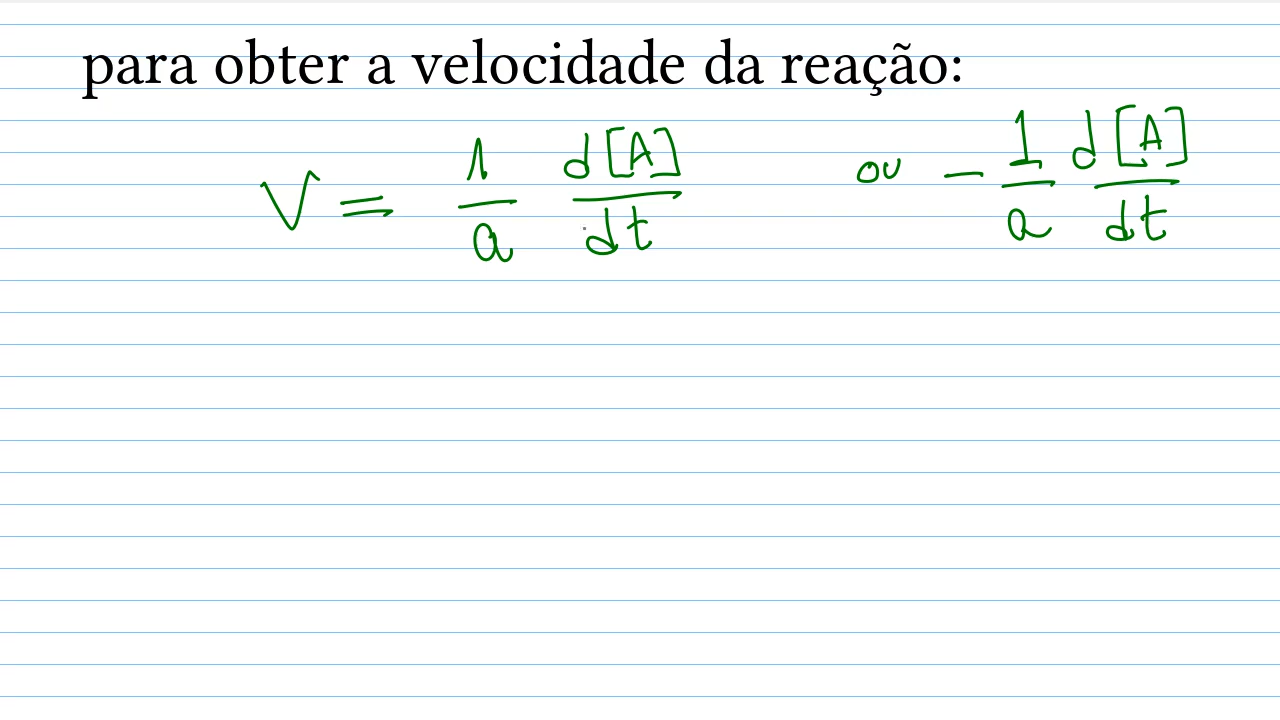 para obter a velocidade da reação:
V = 1/a d[A]/dt ou - 1/a d[A]/dt